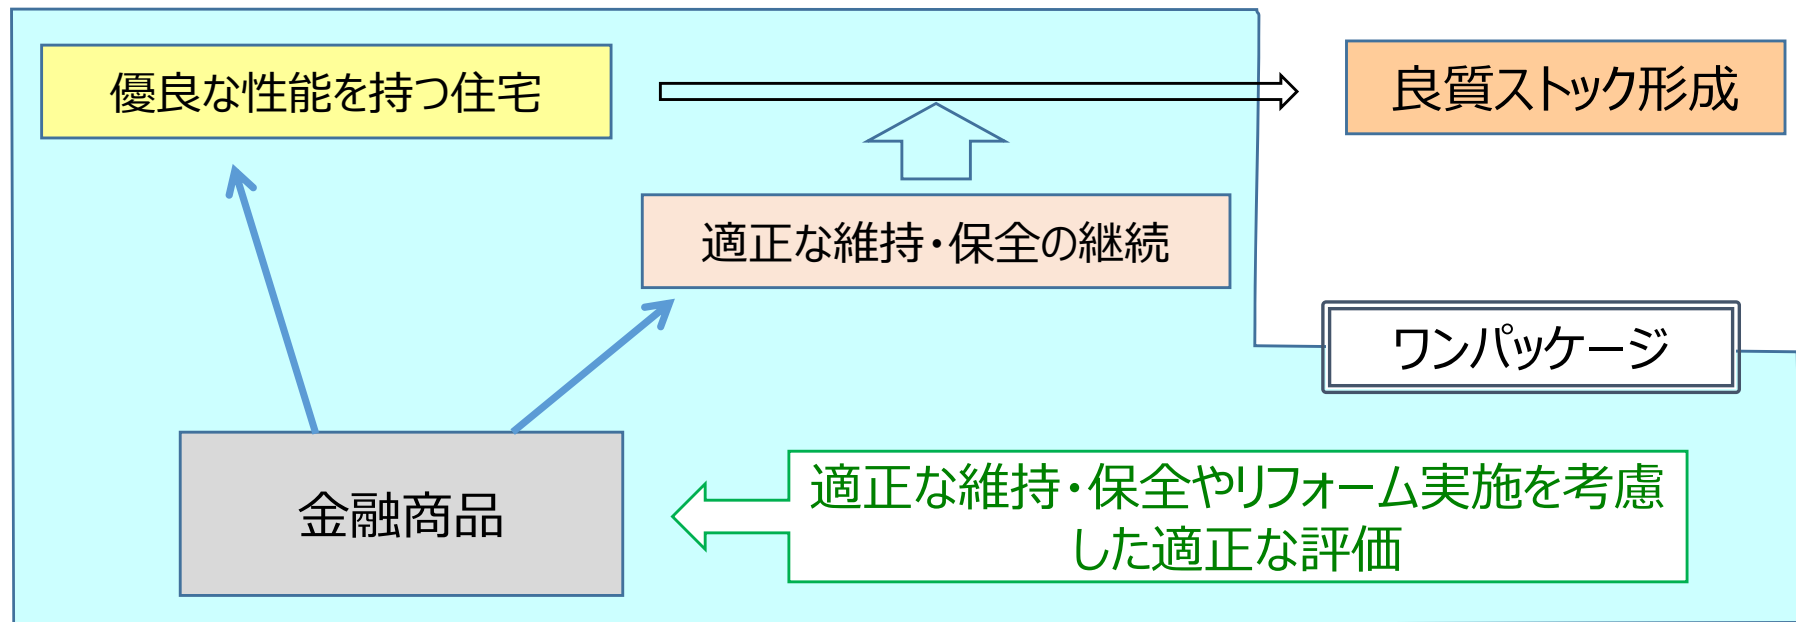 優良な性能を持つ住宅
良質ストック形成
適正な維持・保全の継続
ワンパッケージ
金融商品
適正な維持・保全やリフォーム実施を考慮
した適正な評価